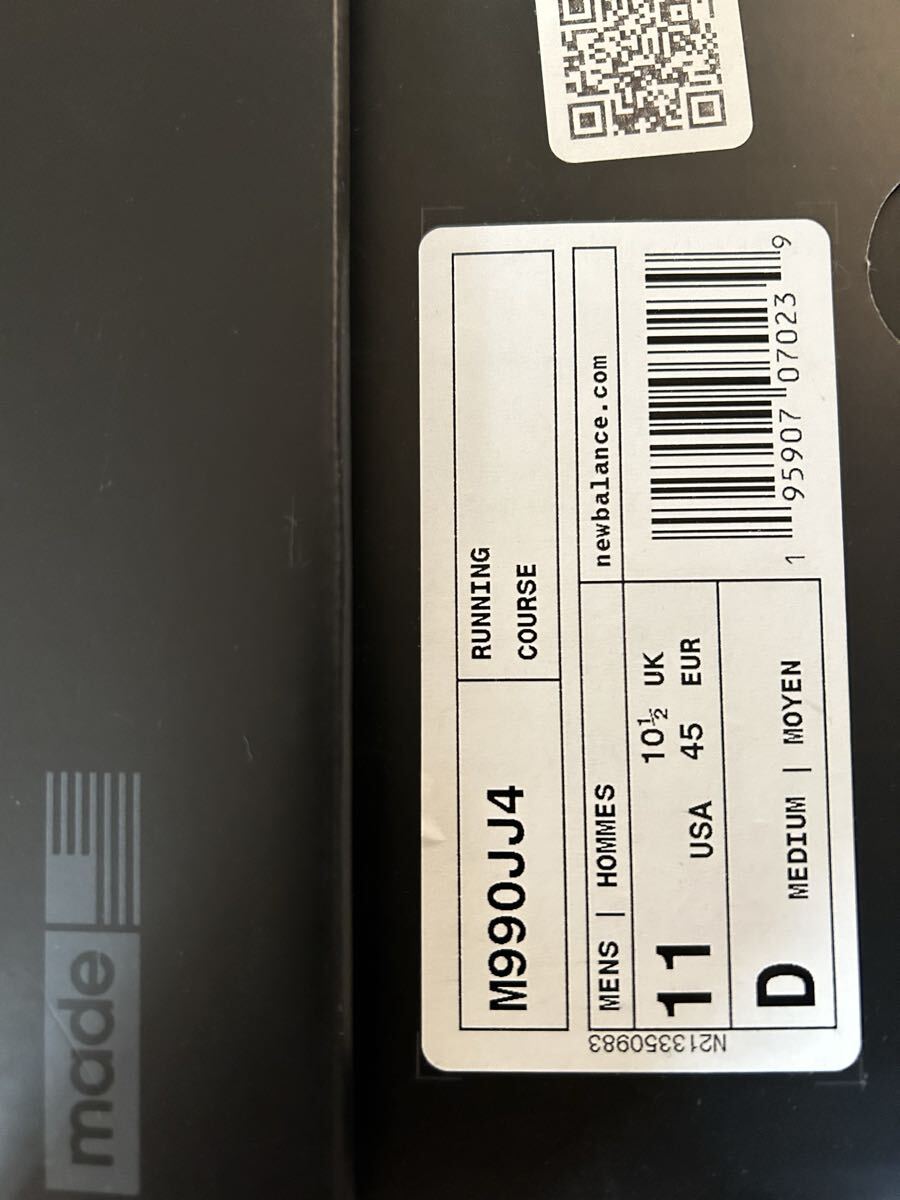 made
M990JJ4
RUNNING
COURSE
MENS | HOMMES
newbalance.com
11 USA
10½ UK
45 EUR
D
MEDIUM | MOYEN
1 95907 07023 9
N213350983